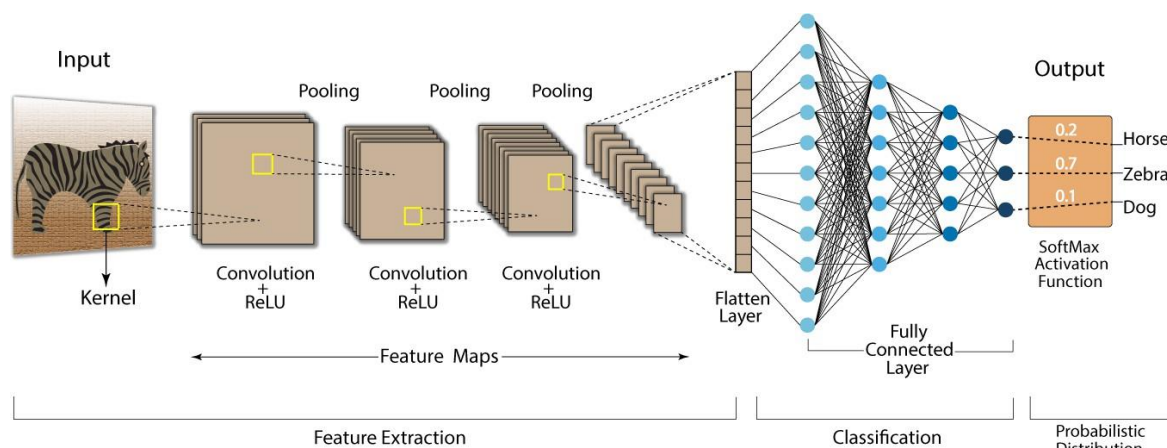 Input
Output
Pooling
Pooling
Pooling
0.2
Horse
0.7
Zebra
0.1
Dog
Kernel
Convolution
+
ReLU
Convolution
+
ReLU
Convolution
+
ReLU
Flatten
Layer
SoftMax
Activation
Function
Feature Maps
Fully
Connected
Layer
Feature Extraction
Classification
Probabilistic
Distribution